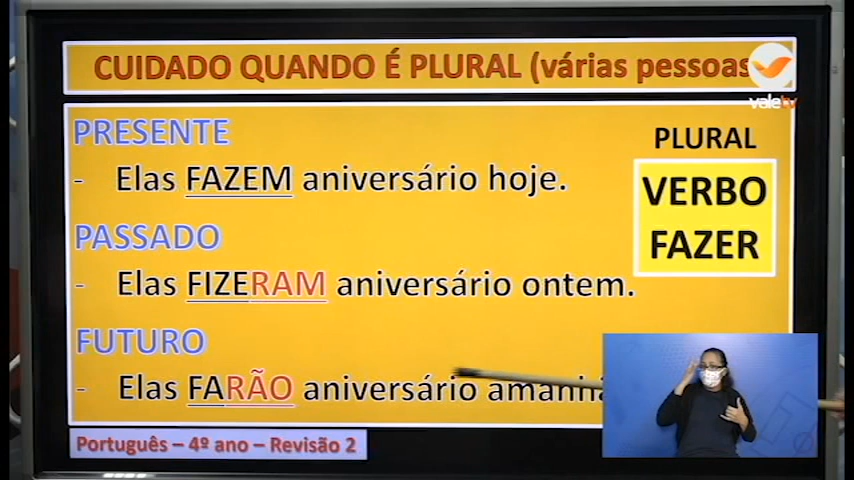 CUIDADO QUANDO É PLURAL (várias pessoas
valetv
PRESENTE
PLURAL
- Elas FAZEM aniversário hoje.
VERBO
FAZER
PASSADO
- Elas FIZERAM aniversário ontem.
FUTURO
- Elas FARÃO aniversário amanhã
Português – 4º ano – Revisão 2